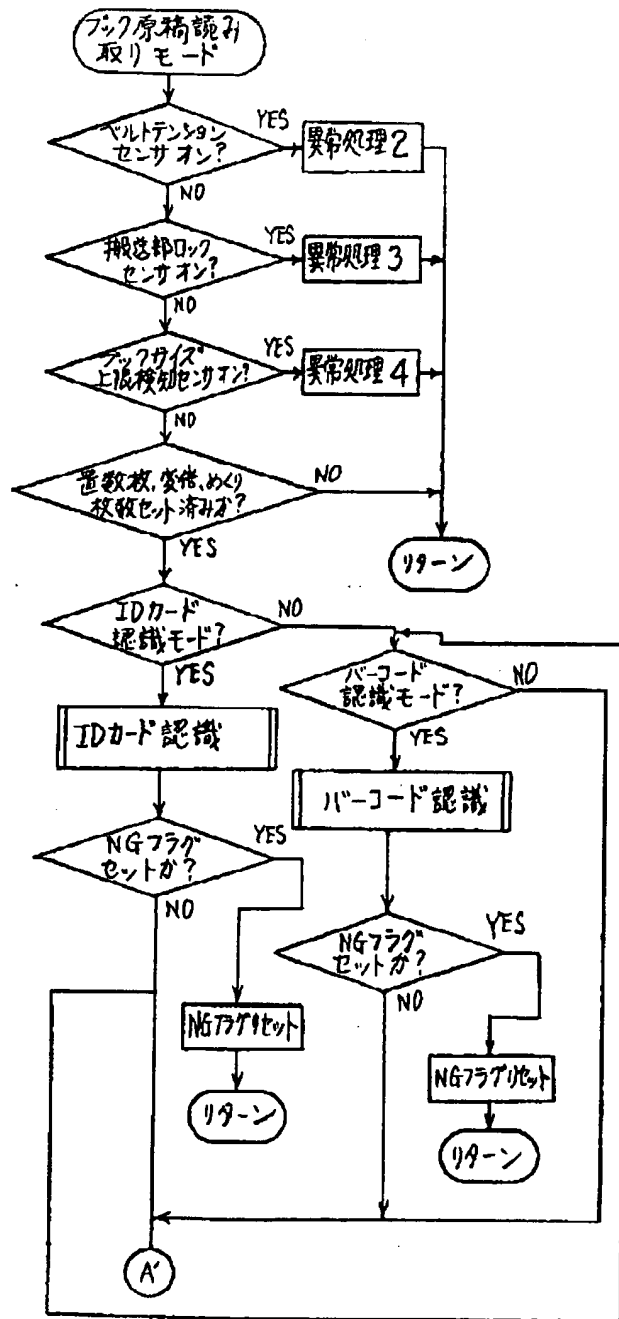 ブック原稿読み
取りモード
ベルトテンション
センサオン?
YES
異常処理2
NO
搬送部ロック
センサオン?
YES
異常処理3
NO
ブックサイズ
上限検知センサオン?
YES
異常処理4
NO
置数枚,変倍,めくり
枚数セット済みか?
NO
YES
リターン
IDカード
認識モード?
NO
YES
バーコード
認識モード?
NO
YES
IDカード認識
バーコード認識
NGフラグ
セットか?
YES
NO
NGフラグ
セットか?
YES
NO
NGフラグリセット
NGフラグリセット
リターン
リターン
A'